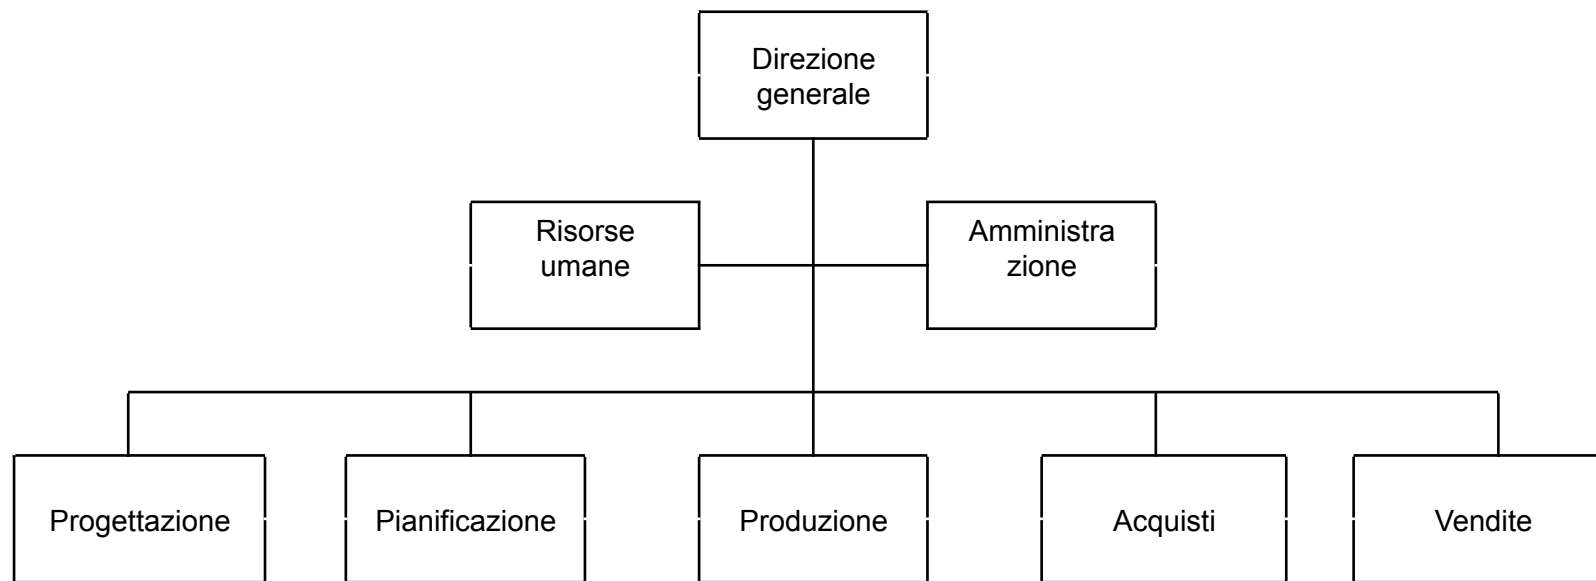 Direzione
generale
Risorse
umane
Amministra
zione
Progettazione
Pianificazione
Produzione
Acquisti
Vendite